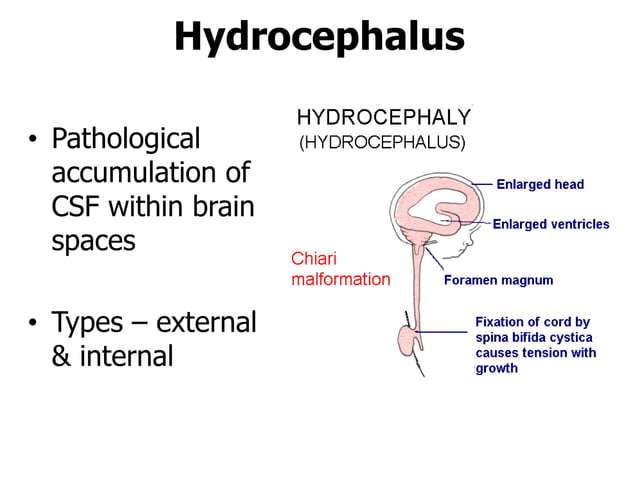 Hydrocephalus
• Pathological
accumulation of
CSF within brain
spaces
• Types – external
& internal
HYDROCEPHALY
(HYDROCEPHALUS)
Enlarged head
Enlarged ventricles
Chiari
malformation
Foramen magnum
Fixation of cord by
spina bifida cystica
causes tension with
growth